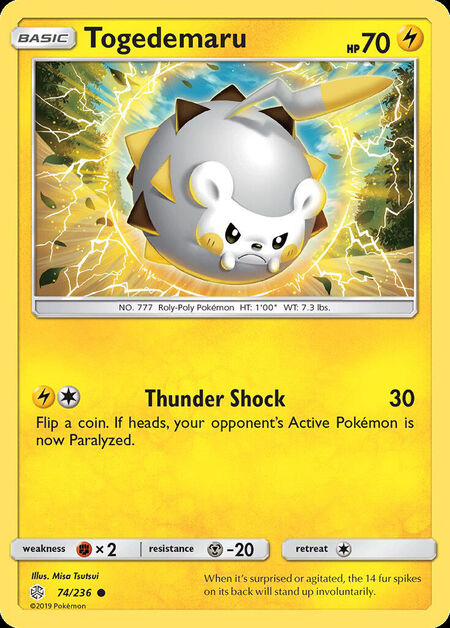 BASIC Togedemaru HP70
NO. 777 Roly-Poly Pokémon HT: 1'00" WT: 7.3 lbs.
Thunder Shock 30
Flip a coin. If heads, your opponent's Active Pokémon is
now Paralyzed.
weakness ×2 resistance -20 retreat
Illus. Misa Tsutsui
74/236
©2019 Pokémon
When it's surprised or agitated, the 14 fur spikes
on its back will stand up involuntarily.